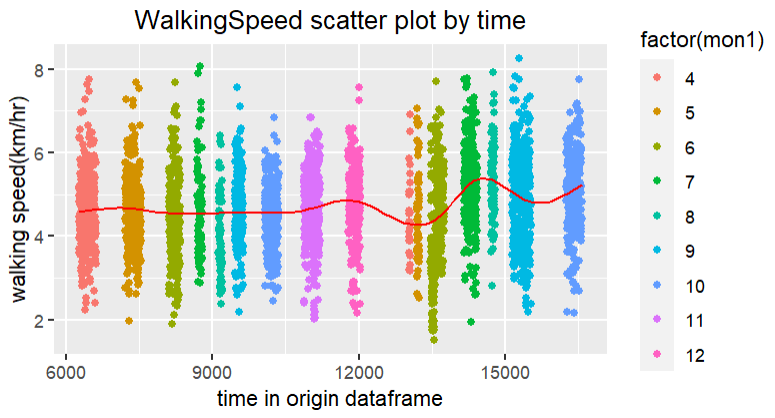 WalkingSpeed scatter plot by time
walking speed(km/hr)
8
6
4
2
6000 9000 12000 15000
time in origin dataframe
factor(mon1)
4
5
6
7
8
9
10
11
12